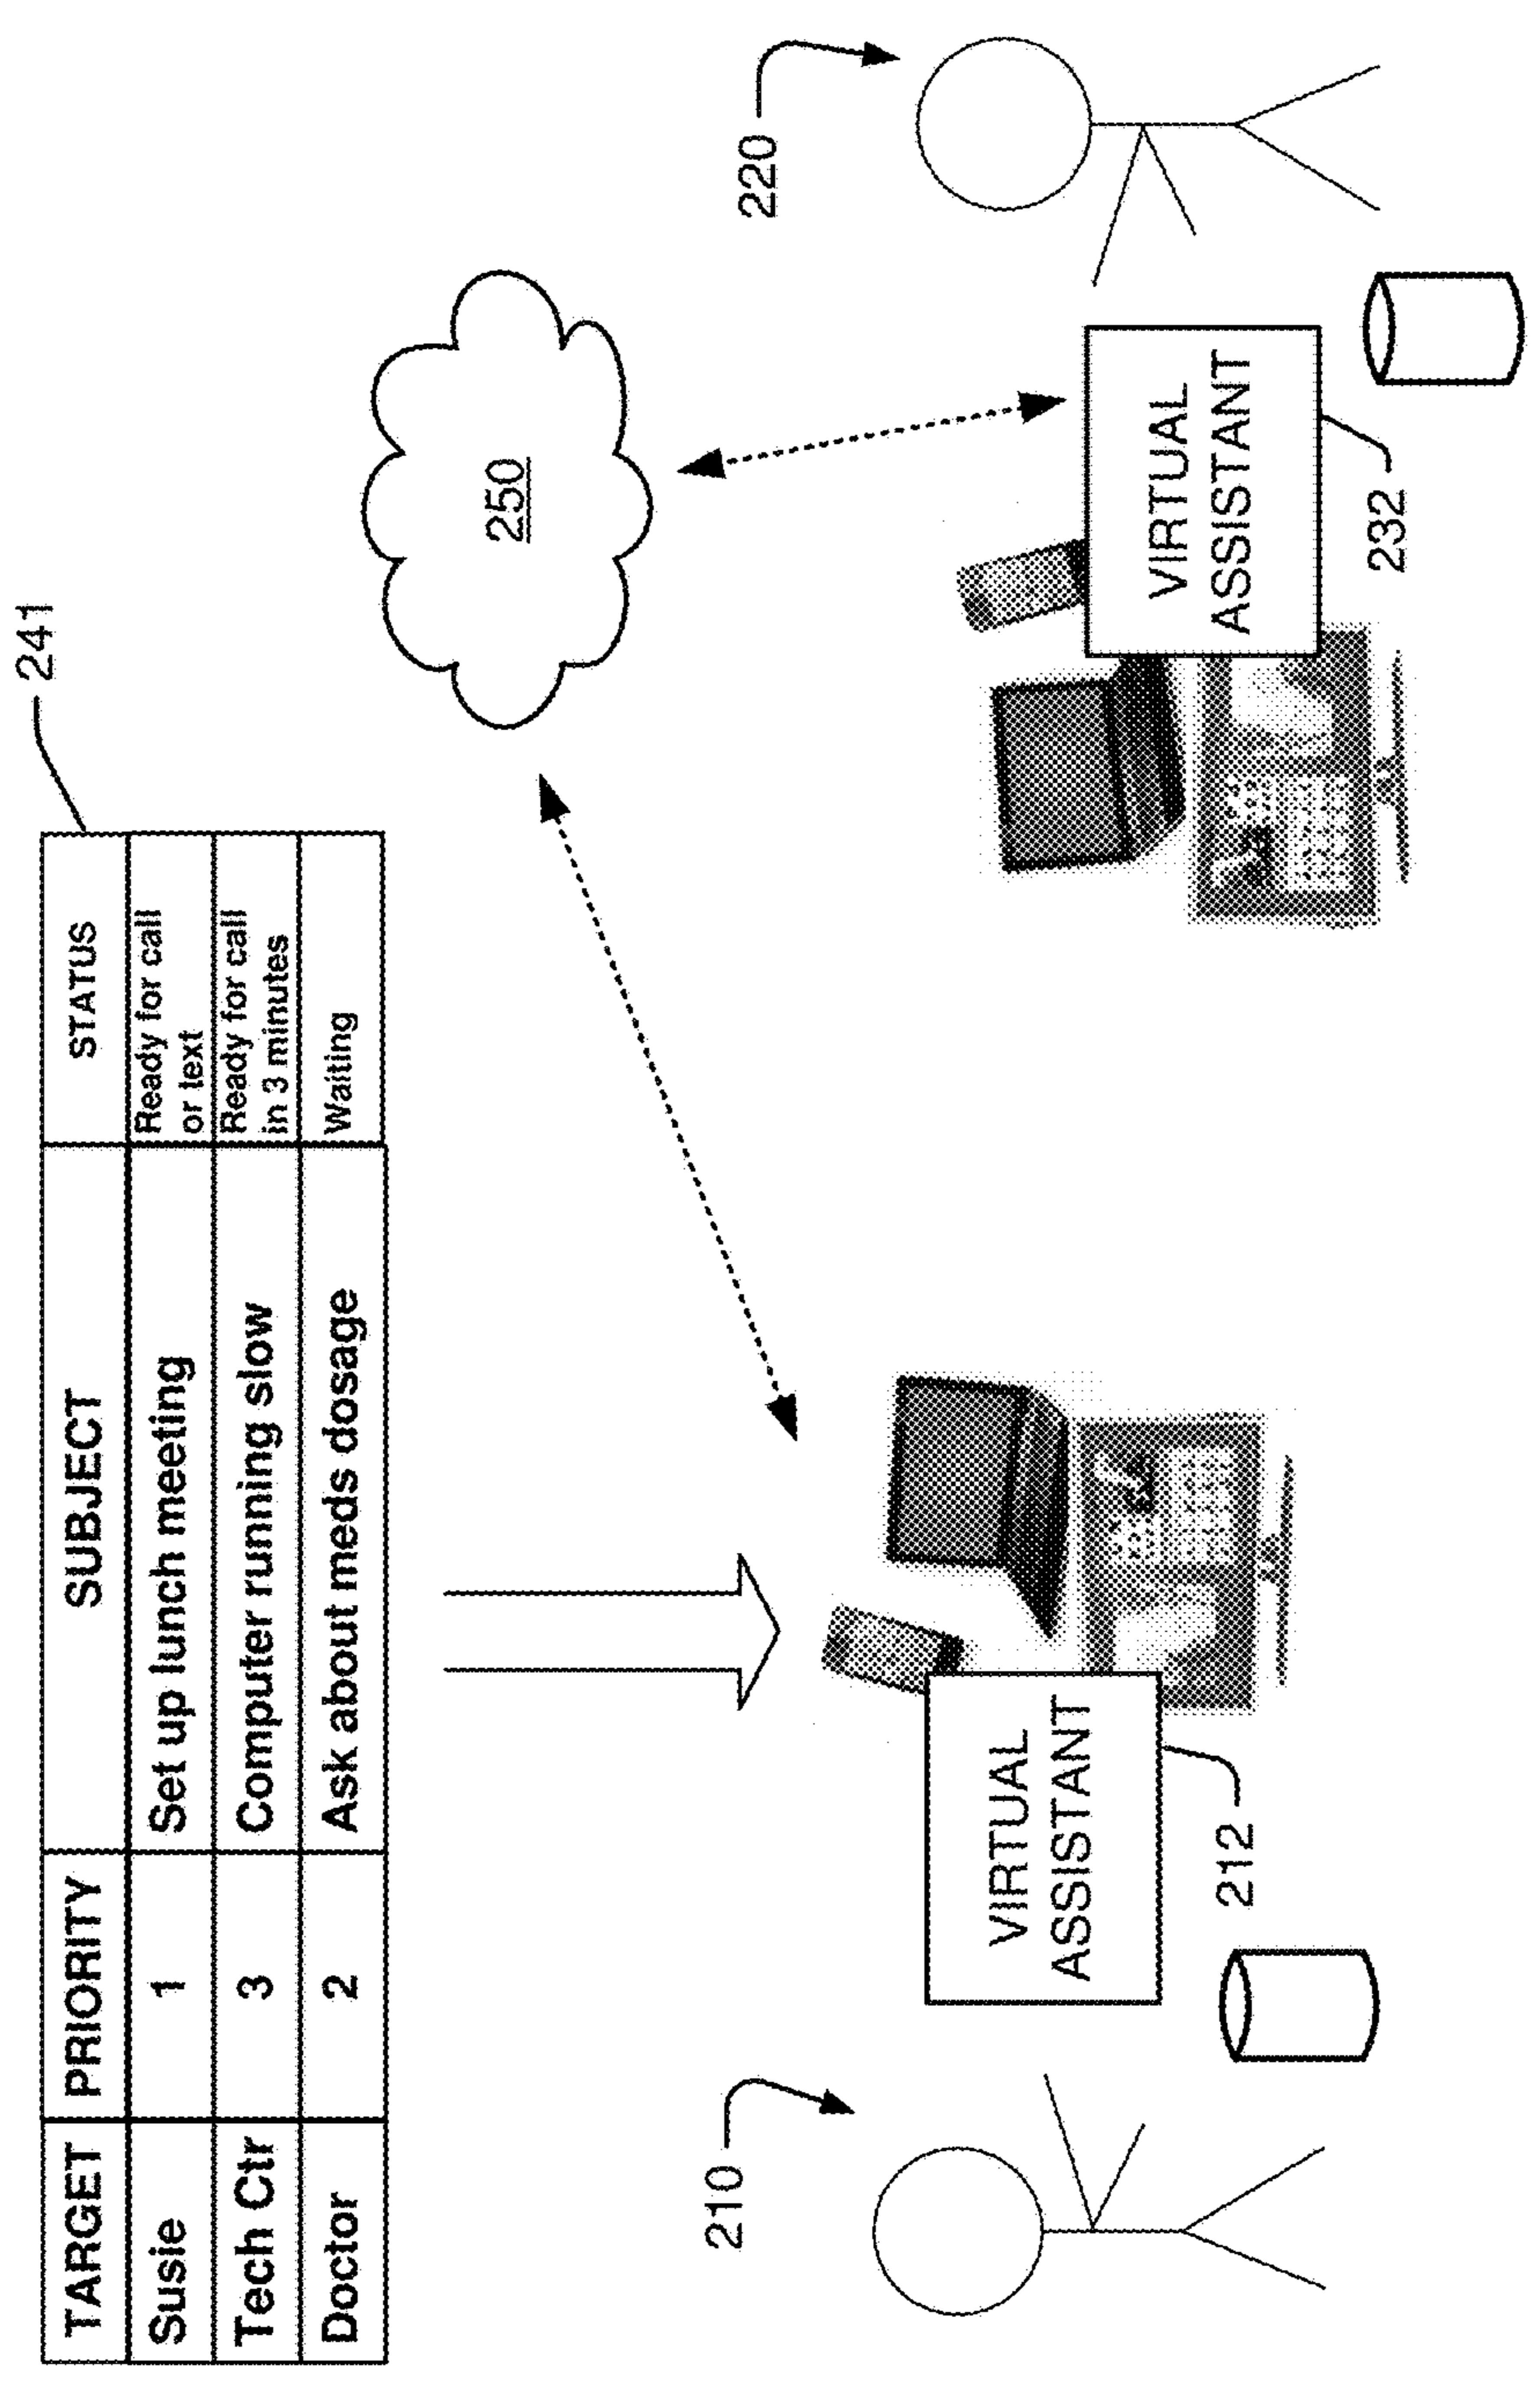 241
TARGET PRIORITY SUBJECT STATUS
Susie 1 Set up lunch meeting Ready for call
or text
Tech Ctr 3 Computer running slow Ready for call
in 3 minutes
Doctor 2 Ask about meds dosage Waiting
250
210
220
VIRTUAL
ASSISTANT
212
VIRTUAL
ASSISTANT
232